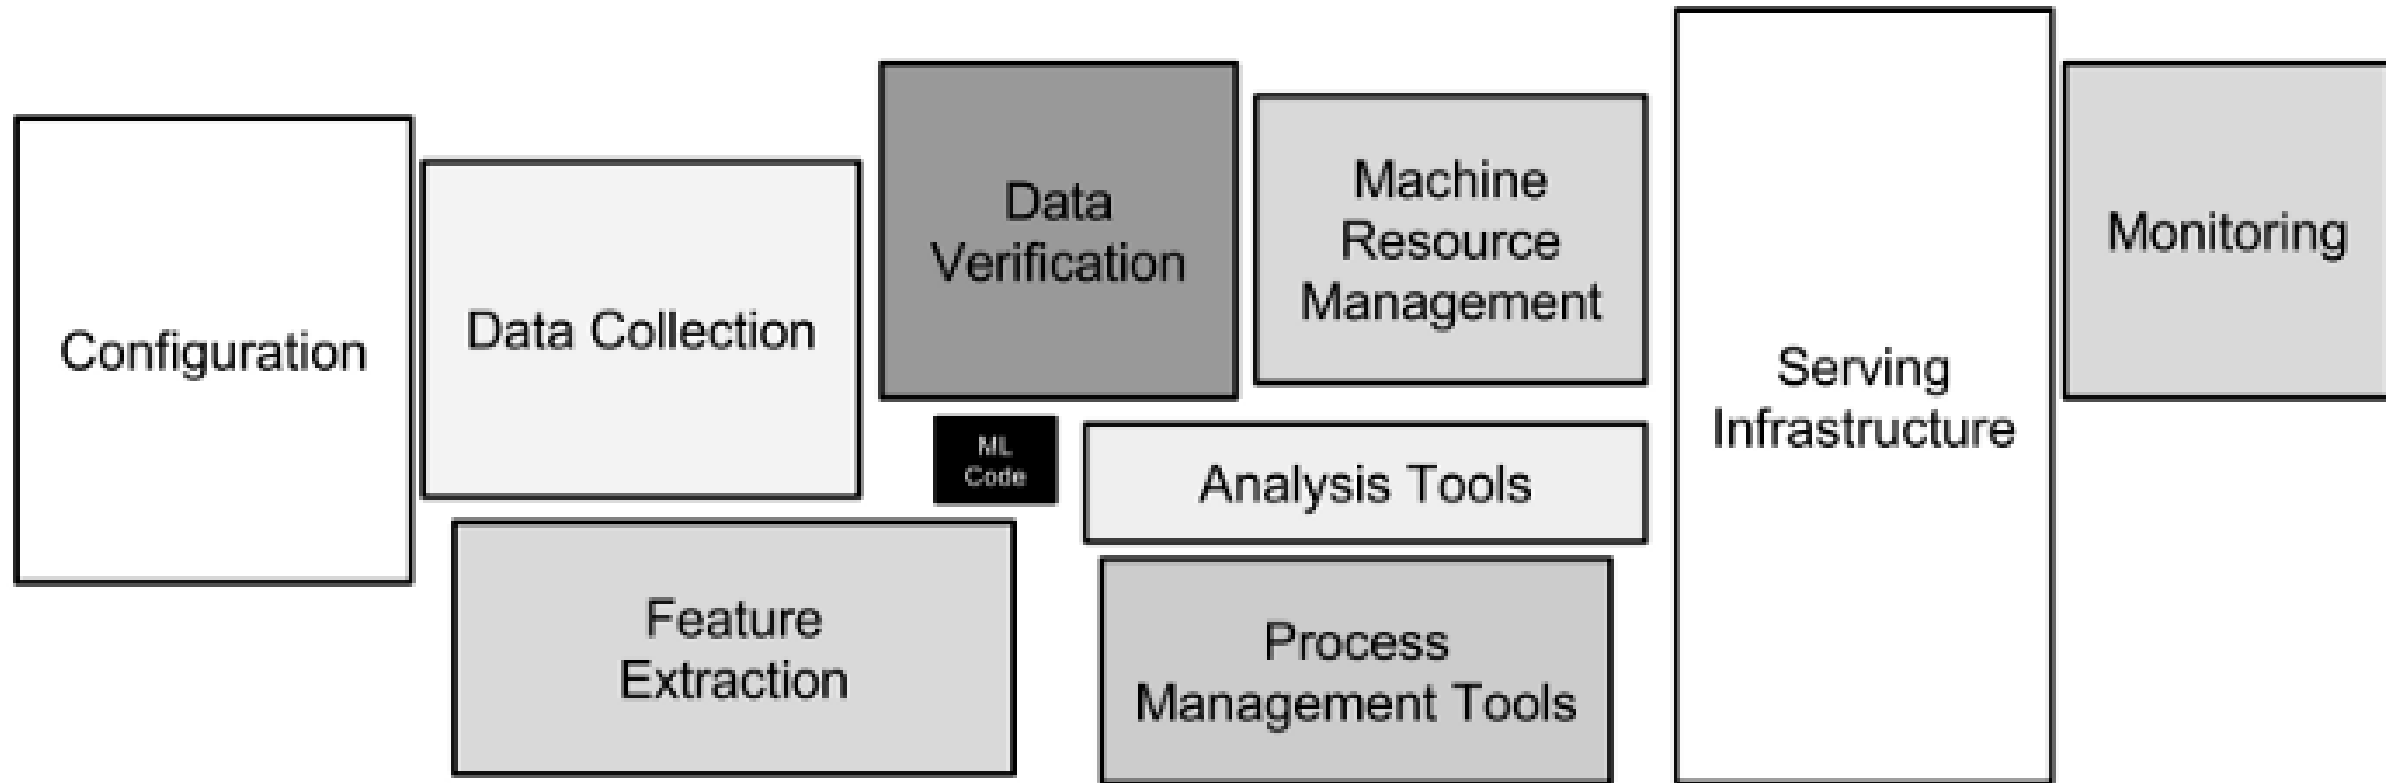 Configuration
Data Collection
Feature
Extraction
Data
Verification
ML
Code
Machine
Resource
Management
Analysis Tools
Process
Management Tools
Serving
Infrastructure
Monitoring